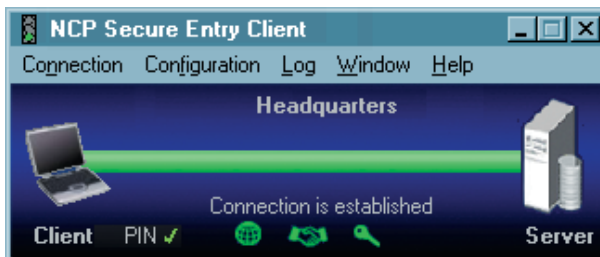 NCP Secure Entry Client
Connection Configuration Log Window Help
Headquarters
Connection is established
Client PIN ✓ Server